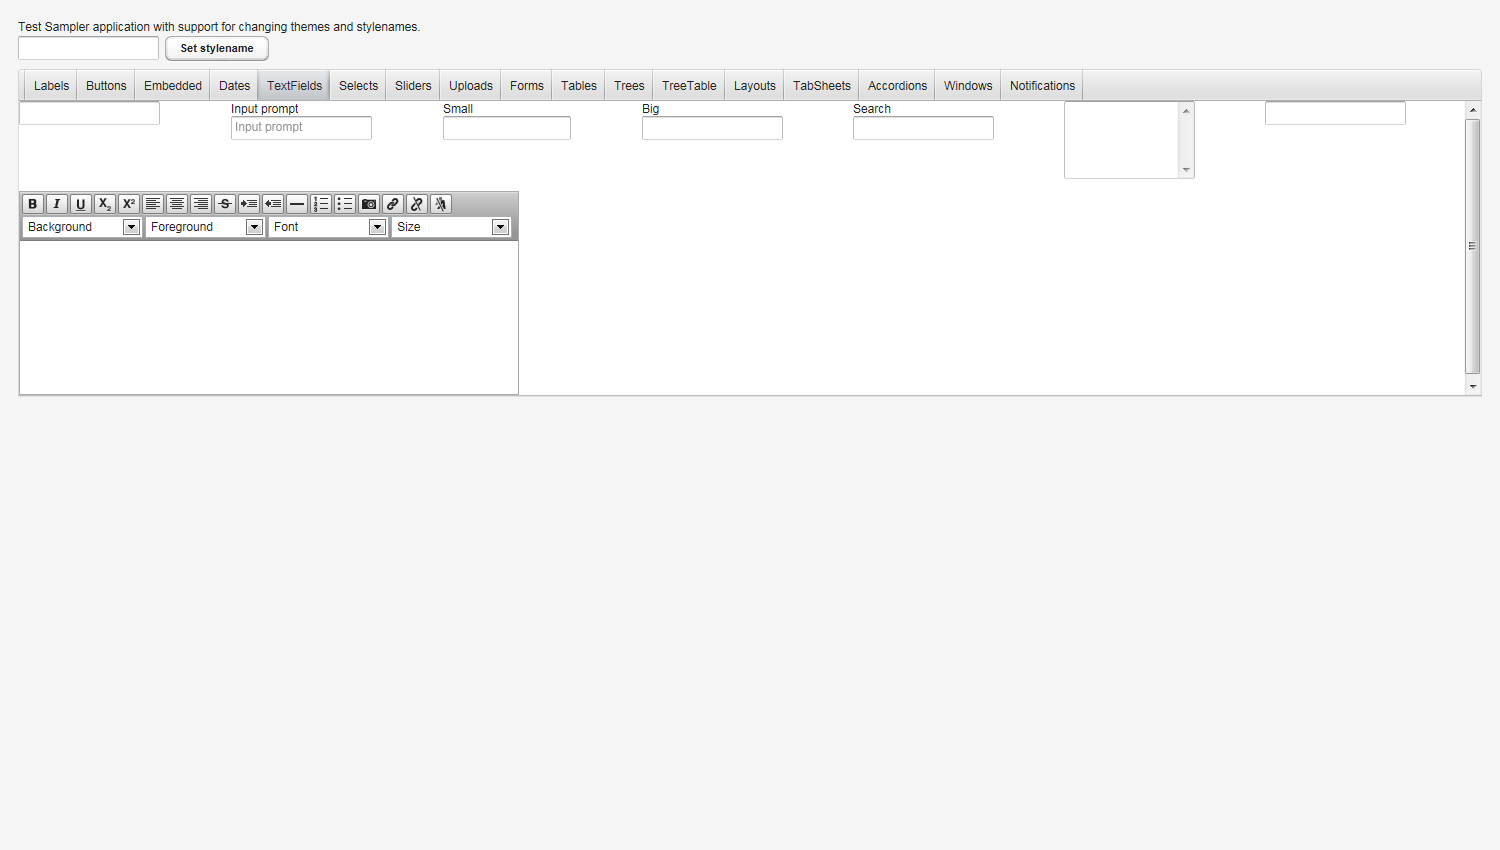 Test Sampler application with support for changing themes and stylenames.
Set stylename
Labels Buttons Embedded Dates TextFields Selects Sliders Uploads Forms Tables Trees TreeTable Layouts TabSheets Accordions Windows Notifications
Input prompt Small Big Search
Input prompt
B I U X₂ X² S
Background Foreground Font Size